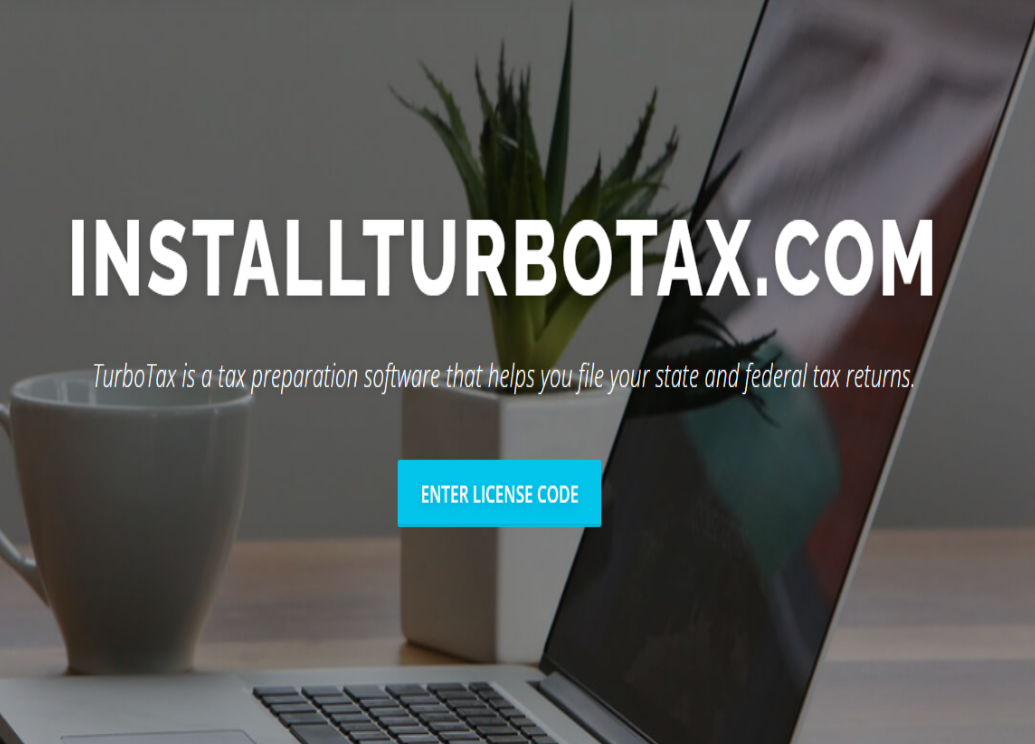 INSTALLTURBOTAX.COM
TurboTax is a tax preparation software that helps you file your state and federal tax returns.
ENTER LICENSE CODE